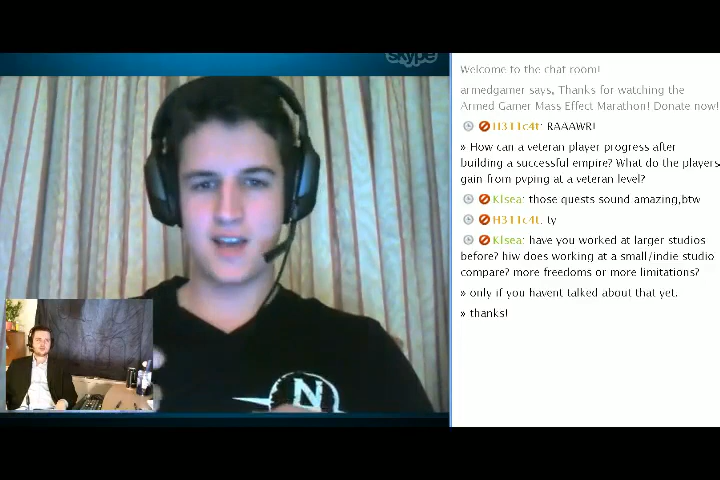 skype
Welcome to the chat room!
armedgamer says, Thanks for watching the
Armed Gamer Mass Effect Marathon! Donate now!
H311c4t: RAAAWR!
» How can a veteran player progress after
building a successful empire? What do the players
gain from pvping at a veteran level?
Klsea: those quests sound amazing,btw
H311c4t: ty
Klsea: have you worked at larger studios
before? hiw does working at a small/indie studio
compare? more freedoms or more limitations?
» only if you havent talked about that yet.
» thanks!
N